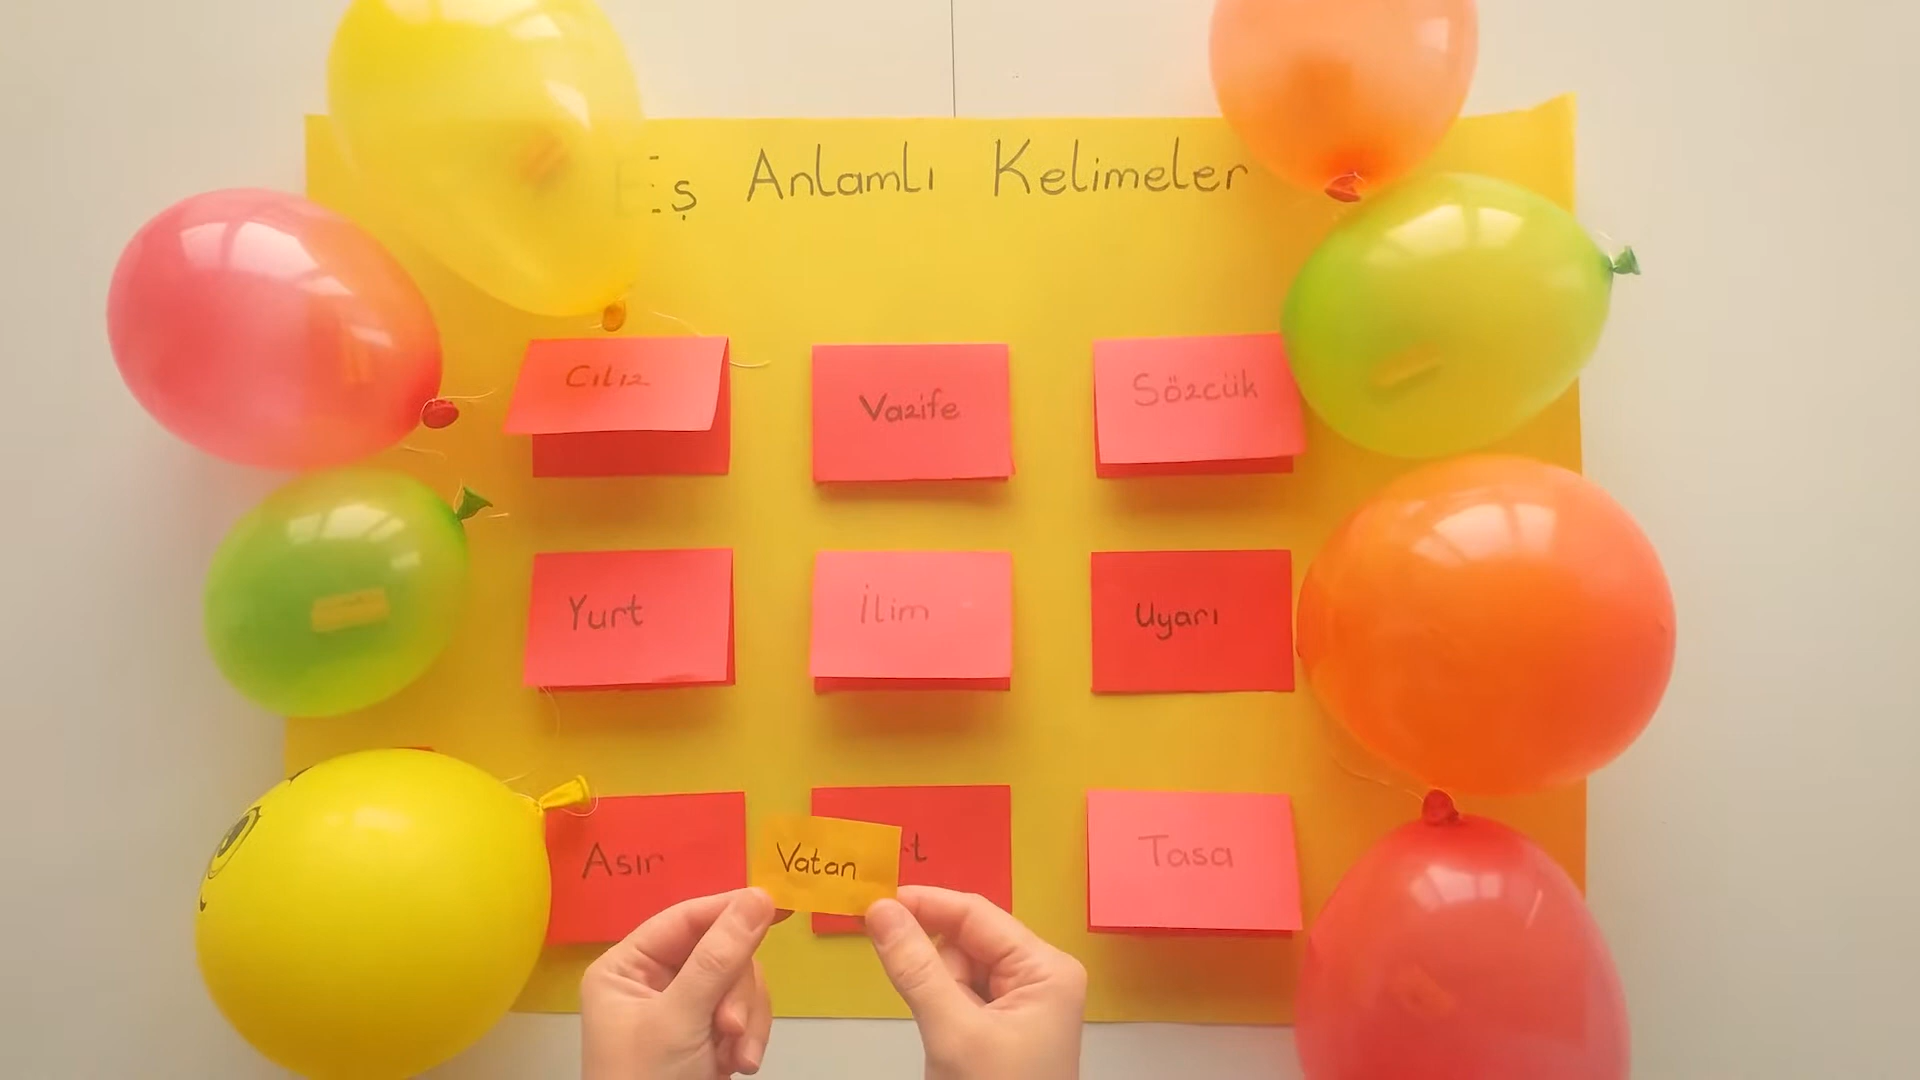 Eş Anlamlı Kelimeler
Cılız
Vazife
Sözcük
Yurt
İlim
Uyarı
Asır
Vatan
Tasa